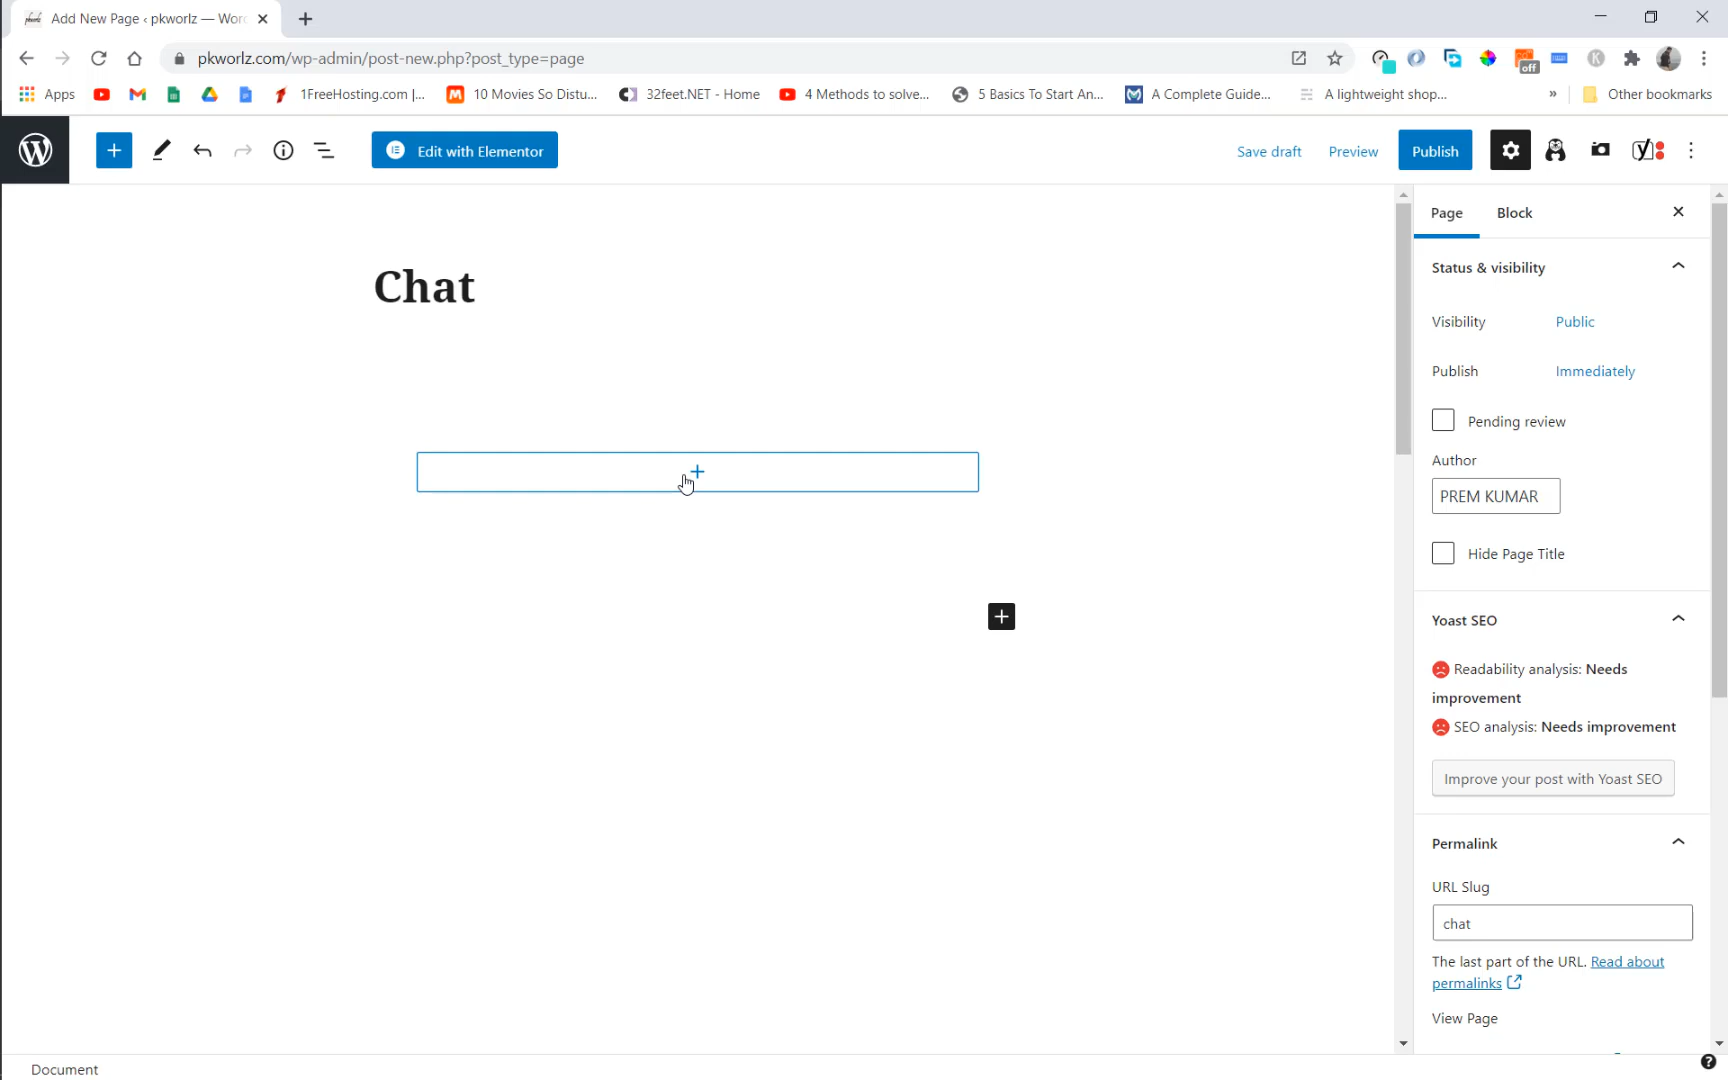 Add New Page ‹ pkworlz — Wor
pkworlz.com/wp-admin/post-new.php?post_type=page
off
Apps
1FreeHosting.com |...
10 Movies So Distu...
32feet.NET - Home
4 Methods to solve...
5 Basics To Start An...
A Complete Guide...
A lightweight shop...
»
Other bookmarks
Edit with Elementor
Save draft
Preview
Publish
Page
Block
Chat
Status & visibility
Visibility
Public
Publish
Immediately
Pending review
Author
PREM KUMAR
Hide Page Title
Yoast SEO
Readability analysis: Needs
improvement
SEO analysis: Needs improvement
Improve your post with Yoast SEO
Permalink
URL Slug
chat
The last part of the URL. Read about
permalinks
View Page
Document